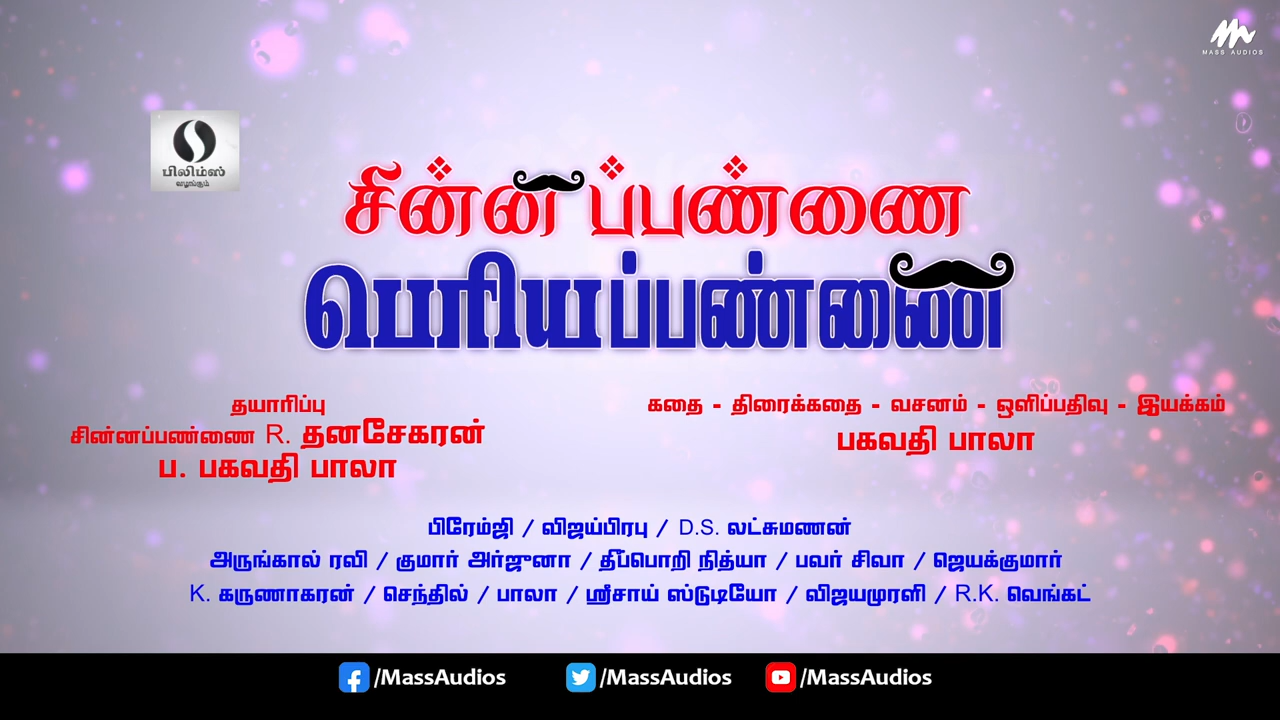 MASS AUDIOS
பிலிம்ஸ்
வழங்கும்
சின்னப்பண்ணை
பெரியப்பண்ணை
தயாரிப்பு
சின்னப்பண்ணை R. தனசேகரன்
ப. பகவதி பாலா
கதை - திரைக்கதை - வசனம் - ஒளிப்பதிவு - இயக்கம்
பகவதி பாலா
பிரேம்ஜி / விஜய்பிரபு / D.S. லட்சுமணன்
அருங்கால் ரவி / குமார் அர்ஜுனா / தீப்பொறி நித்யா / பவர் சிவா / ஜெயக்குமார்
K. கருணாகரன் / செந்தில் / பாலா / ஸ்ரீசாய் ஸ்டுடியோ / விஜயமுரளி / R.K. வெங்கட்
/MassAudios /MassAudios /MassAudios